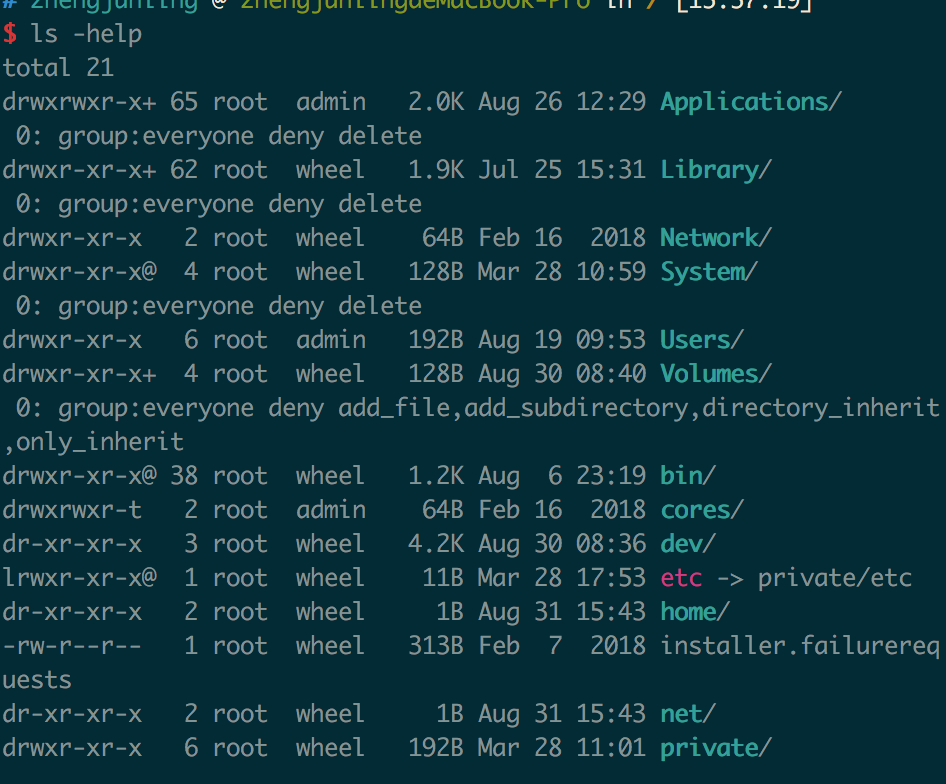 # zhengjunling @ zhengjunlingdeMacBook-Pro in / [15:57:19]
$ ls -help
total 21
drwxrwxr-x+ 65 root  admin   2.0K Aug 26 12:29 Applications/
 0: group:everyone deny delete
drwxr-xr-x+ 62 root  wheel   1.9K Jul 25 15:31 Library/
 0: group:everyone deny delete
drwxr-xr-x   2 root  wheel    64B Feb 16  2018 Network/
drwxr-xr-x@  4 root  wheel   128B Mar 28 10:59 System/
 0: group:everyone deny delete
drwxr-xr-x   6 root  admin   192B Aug 19 09:53 Users/
drwxr-xr-x+  4 root  wheel   128B Aug 30 08:40 Volumes/
 0: group:everyone deny add_file,add_subdirectory,directory_inherit
,only_inherit
drwxr-xr-x@ 38 root  wheel   1.2K Aug  6 23:19 bin/
drwxrwxr-t   2 root  admin    64B Feb 16  2018 cores/
dr-xr-xr-x   3 root  wheel   4.2K Aug 30 08:36 dev/
lrwxr-xr-x@  1 root  wheel    11B Mar 28 17:53 etc -> private/etc
dr-xr-xr-x   2 root  wheel     1B Aug 31 15:43 home/
-rw-r--r--   1 root  wheel   313B Feb  7  2018 installer.failurereq
uests
dr-xr-xr-x   2 root  wheel     1B Aug 31 15:43 net/
drwxr-xr-x   6 root  wheel   192B Mar 28 11:01 private/